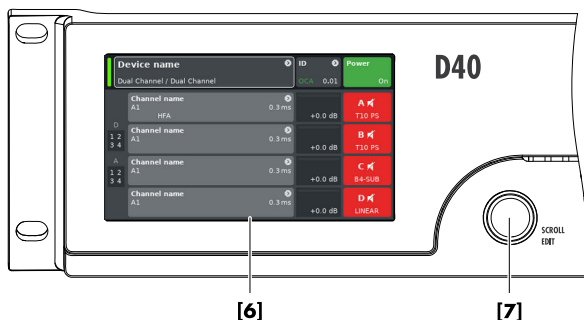 Device name
Dual Channel / Dual Channel
ID
OCA 0.01
Power
On
D40
Channel name
A1 0.3 ms
HFA
+0.0 dB
A
T10 PS
D
1 2
3 4
Channel name
A1 0.3 ms
+0.0 dB
B
T10 PS
A
1 2
3 4
Channel name
A1 0.3 ms
+0.0 dB
C
B4-SUB
Channel name
A1 0.3 ms
+0.0 dB
D
LINEAR
SCROLL
EDIT
[6]
[7]